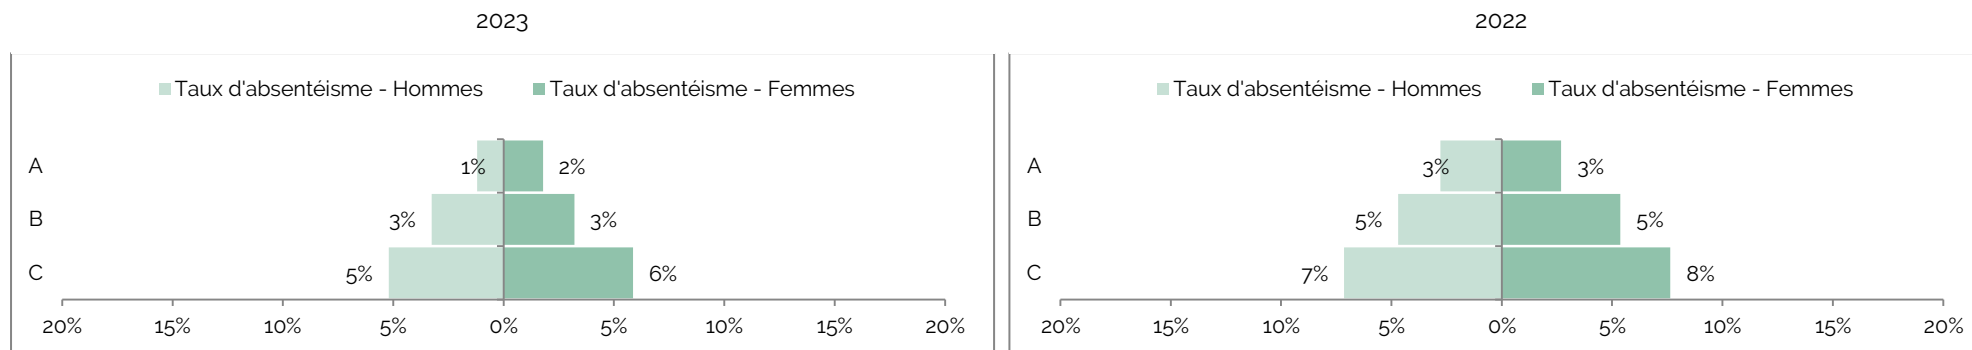 2023
Taux d'absentéisme - Hommes Taux d'absentéisme - Femmes
A 1% 2%
B 3% 3%
C 5% 6%
20% 15% 10% 5% 0% 5% 10% 15% 20%
2022
Taux d'absentéisme - Hommes Taux d'absentéisme - Femmes
A 3% 3%
B 5% 5%
C 7% 8%
20% 15% 10% 5% 0% 5% 10% 15% 20%